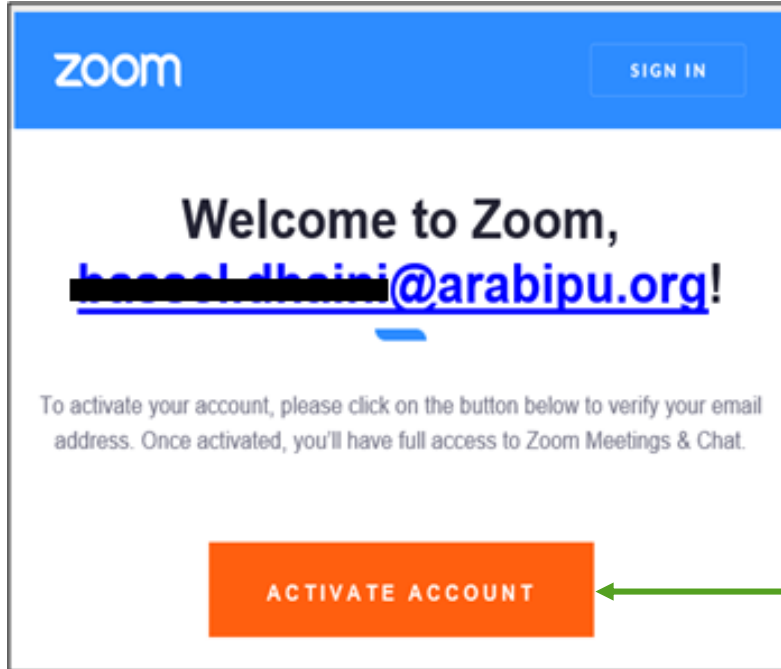 zoom
SIGN IN
Welcome to Zoom,
@arabipu.org!
To activate your account, please click on the button below to verify your email
address. Once activated, you'll have full access to Zoom Meetings & Chat.
ACTIVATE ACCOUNT